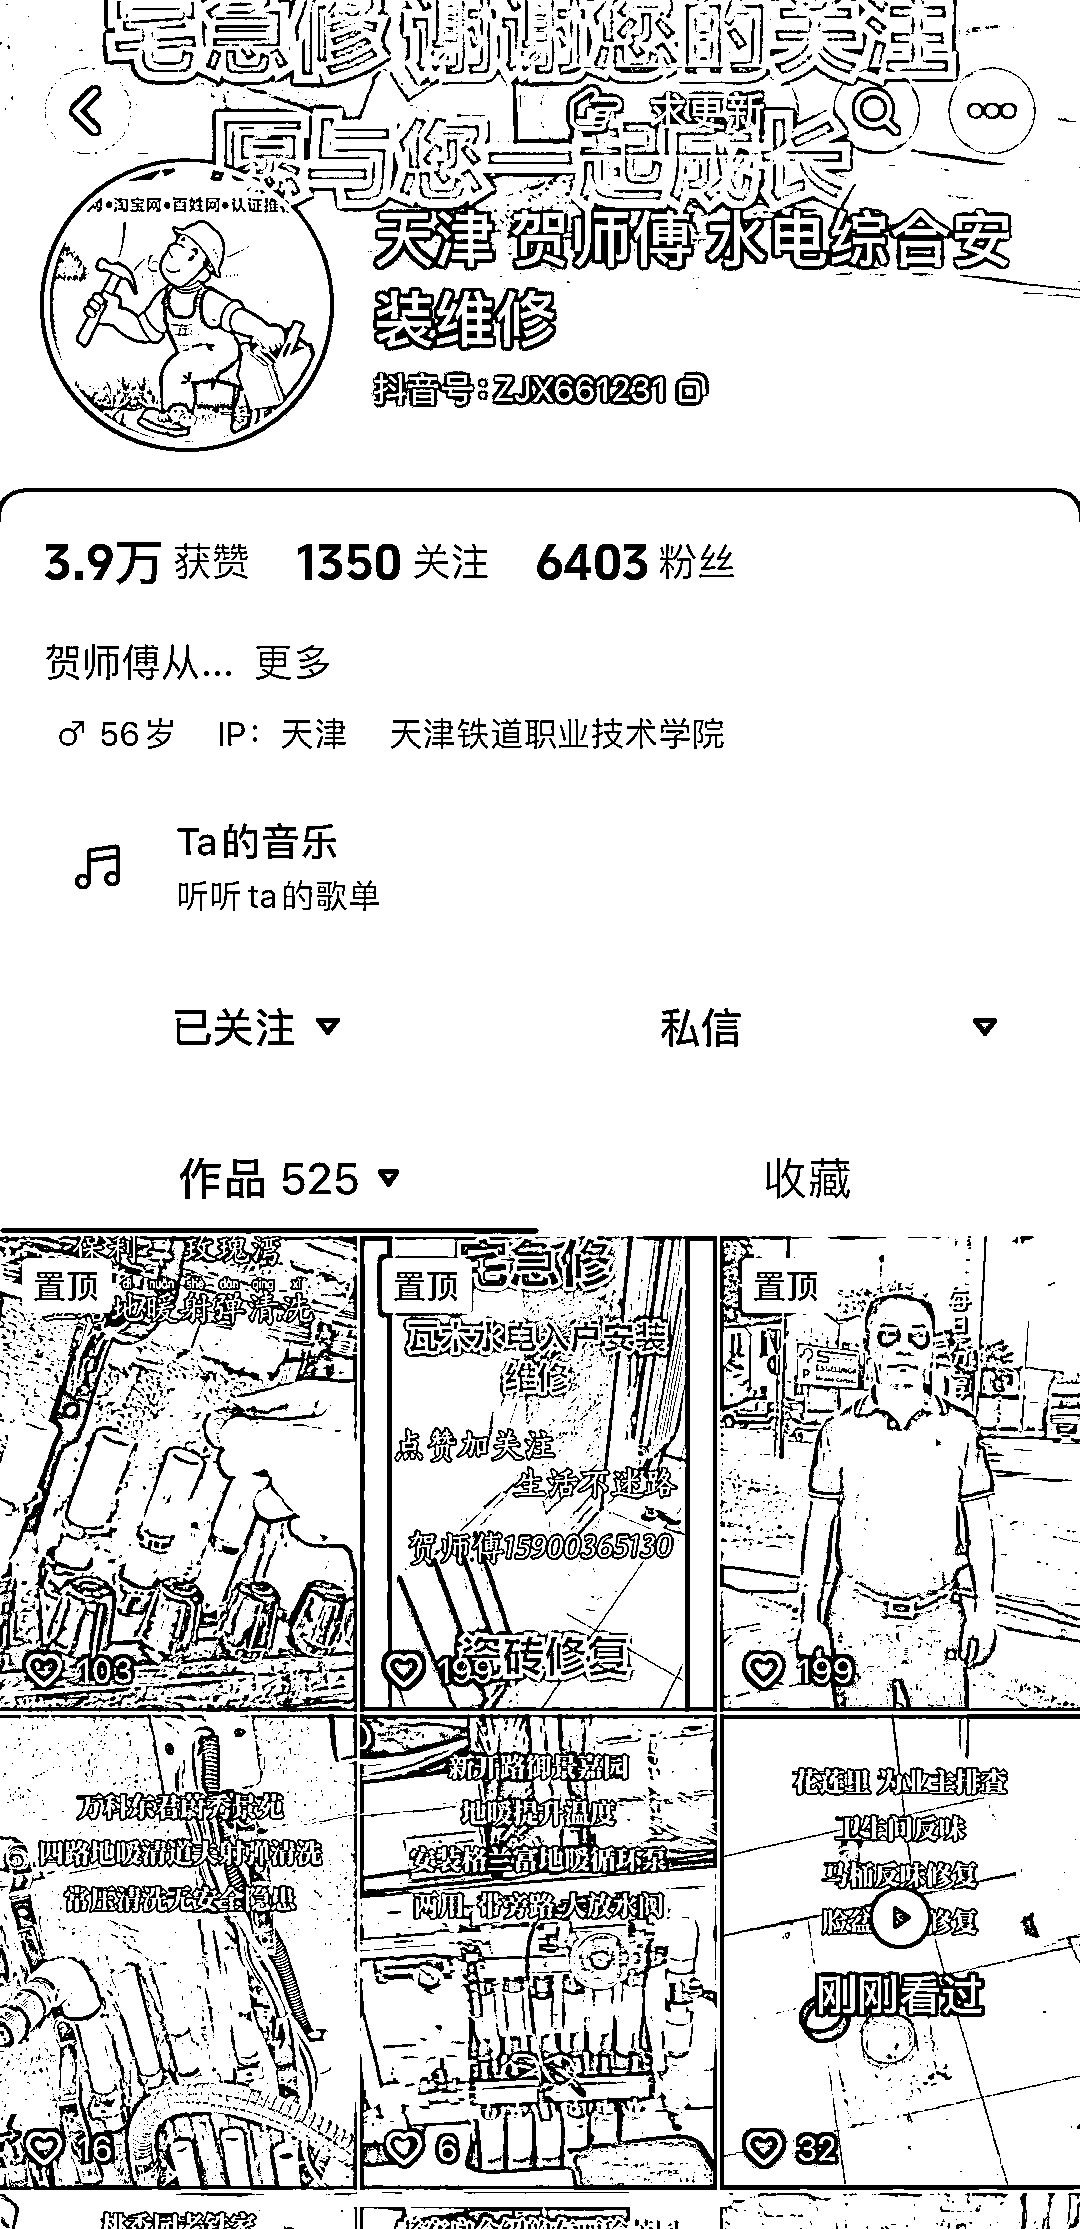 宅急修 谢谢您的关注
求更新
愿与您一起成长
淘宝网•百姓网•认证推
天津 贺师傅 水电综合安
装维修
抖音号:ZJX661231
3.9万 获赞 1350 关注 6403 粉丝
贺师傅从... 更多
♂ 56岁 IP: 天津 天津铁道职业技术学院
Ta的音乐
听听ta的歌单
已关注 私信
作品 525 收藏
保利 玫瑰湾
置顶
地暖射弹清洗
103
置顶
宅急修
瓦木水电入户安装
维修
点赞加关注
生活不迷路
贺师傅15900365130
瓷砖修复
199
置顶
199
万科东君蔚秀景苑
四路地暖清道夫射弹清洗
常压清洗无安全隐患
16
新开路御景嘉园
地暖提升温度
安装格兰富地暖循环泵
两用 带旁路 大放水阀
6
花莲里 为业主排查
卫生间反味
马桶反味修复
脸盆 修复
刚刚看过
32